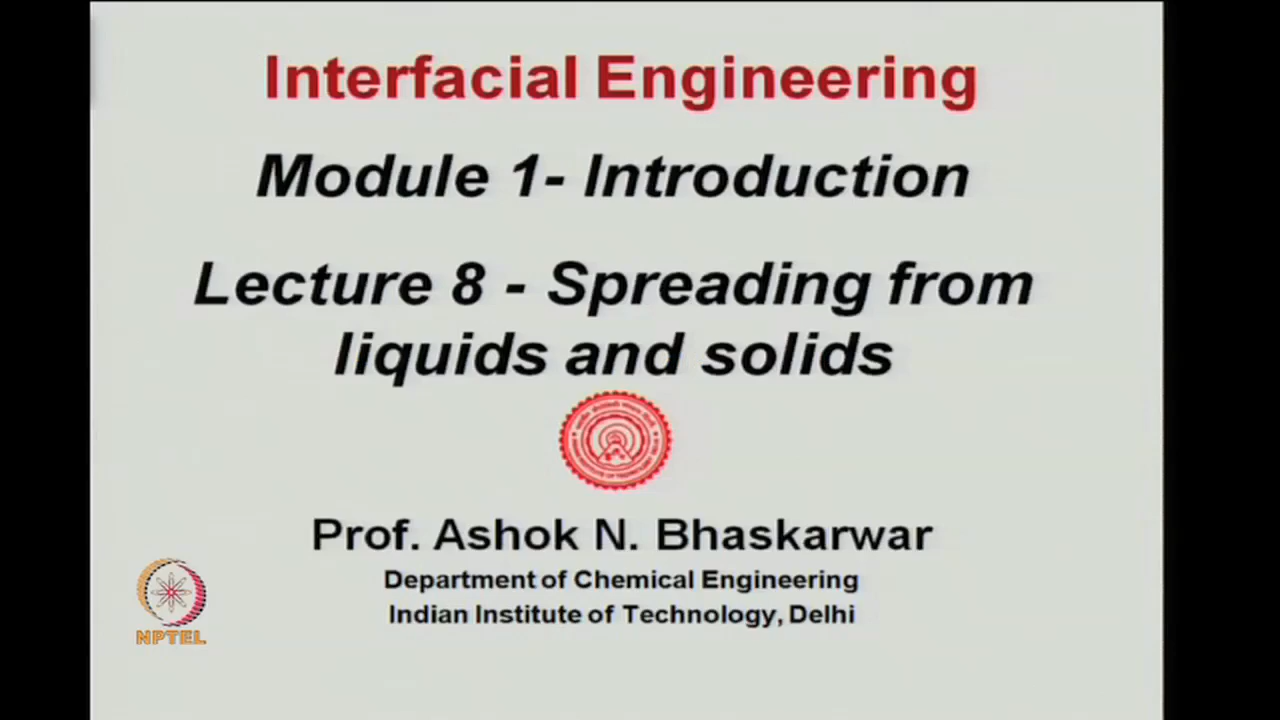 Interfacial Engineering
Module 1- Introduction
Lecture 8 - Spreading from
liquids and solids
Prof. Ashok N. Bhaskarwar
Department of Chemical Engineering
Indian Institute of Technology, Delhi
NPTEL